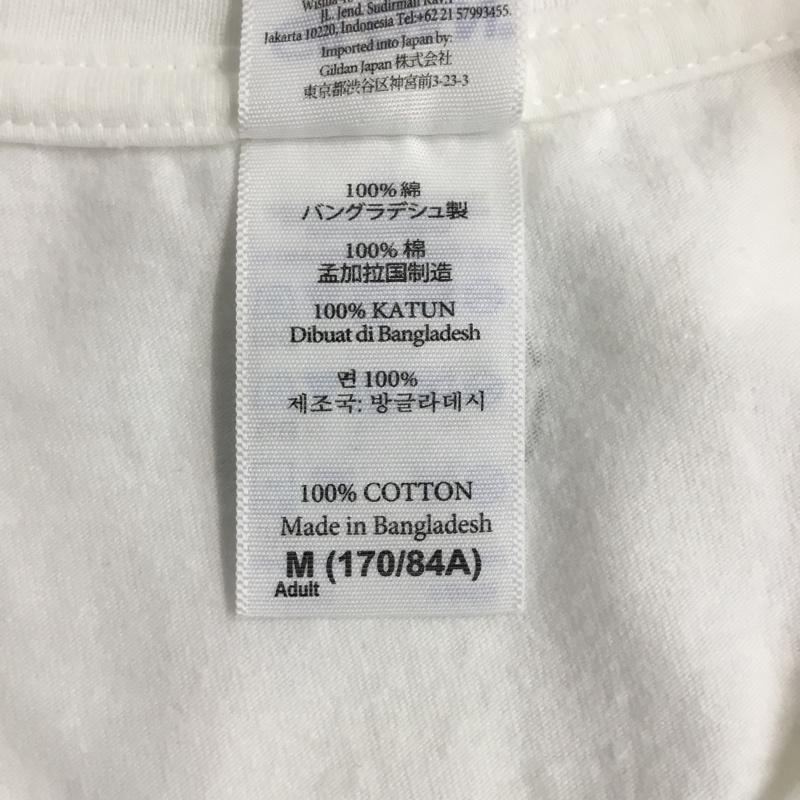 JL. Jend. Sudirman Kav.
Jakarta 10220, Indonesia Tel:+62 21 57993455.
Imported into Japan by:
Gildan Japan 株式会社
東京都渋谷区神宮前3-23-3
100% 綿
バングラデシュ製
100% 棉
孟加拉国制造
100% KATUN
Dibuat di Bangladesh
면 100%
제조국: 방글라데시
100% COTTON
Made in Bangladesh
M (170/84A)
Adult